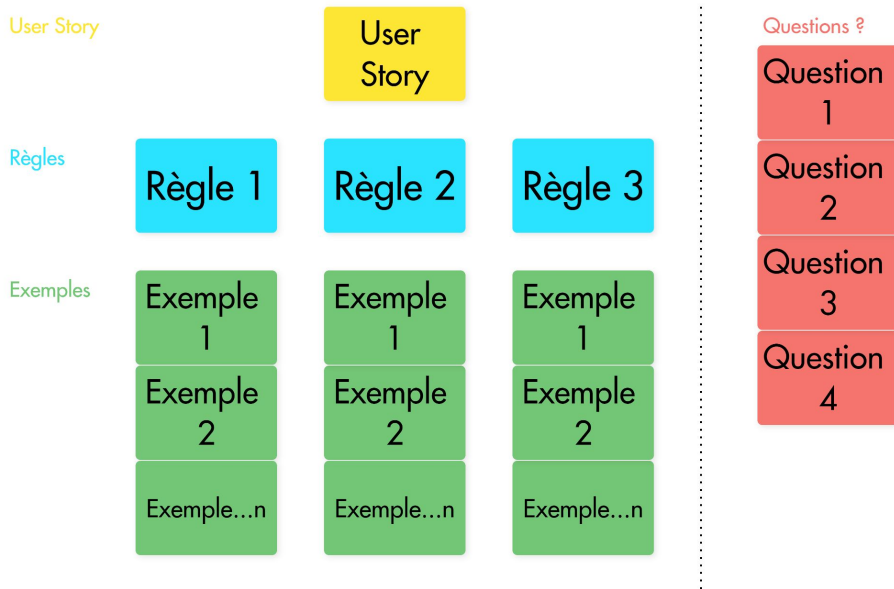 User Story
User
Story
Règles
Règle 1
Règle 2
Règle 3
Exemples
Exemple
1
Exemple
2
Exemple...n
Exemple
1
Exemple
2
Exemple...n
Exemple
1
Exemple
2
Exemple...n
Questions ?
Question
1
Question
2
Question
3
Question
4